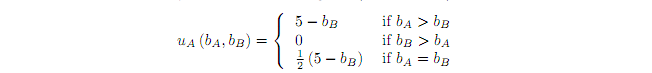 u_A (b_A, b_B) = { 5 − b_B if b_A > b_B
0 if b_B > b_A
½ (5 − b_B) if b_A = b_B